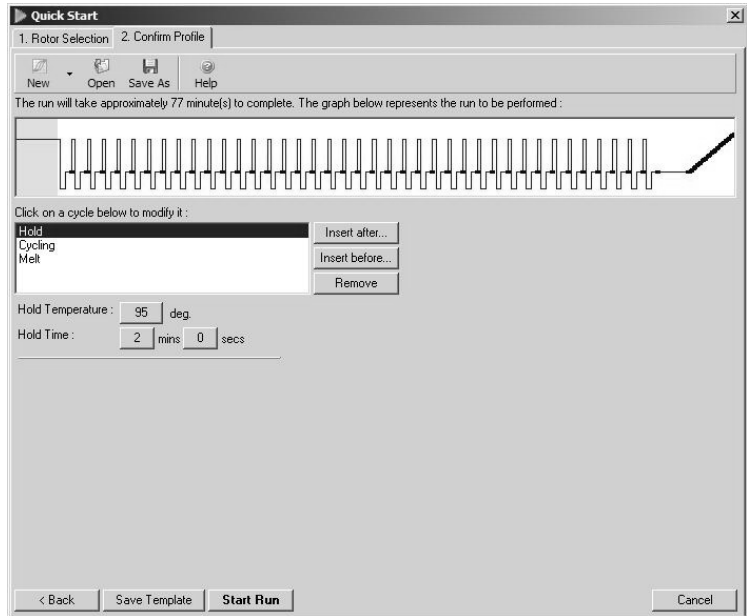 Quick Start
1. Rotor Selection 2. Confirm Profile
New Open Save As Help
The run will take approximately 77 minute(s) to complete. The graph below represents the run to be performed :
Click on a cycle below to modify it :
Hold
Cycling
Melt
Insert after...
Insert before...
Remove
Hold Temperature : 95 deg.
Hold Time : 2 mins 0 secs
< Back Save Template Start Run Cancel